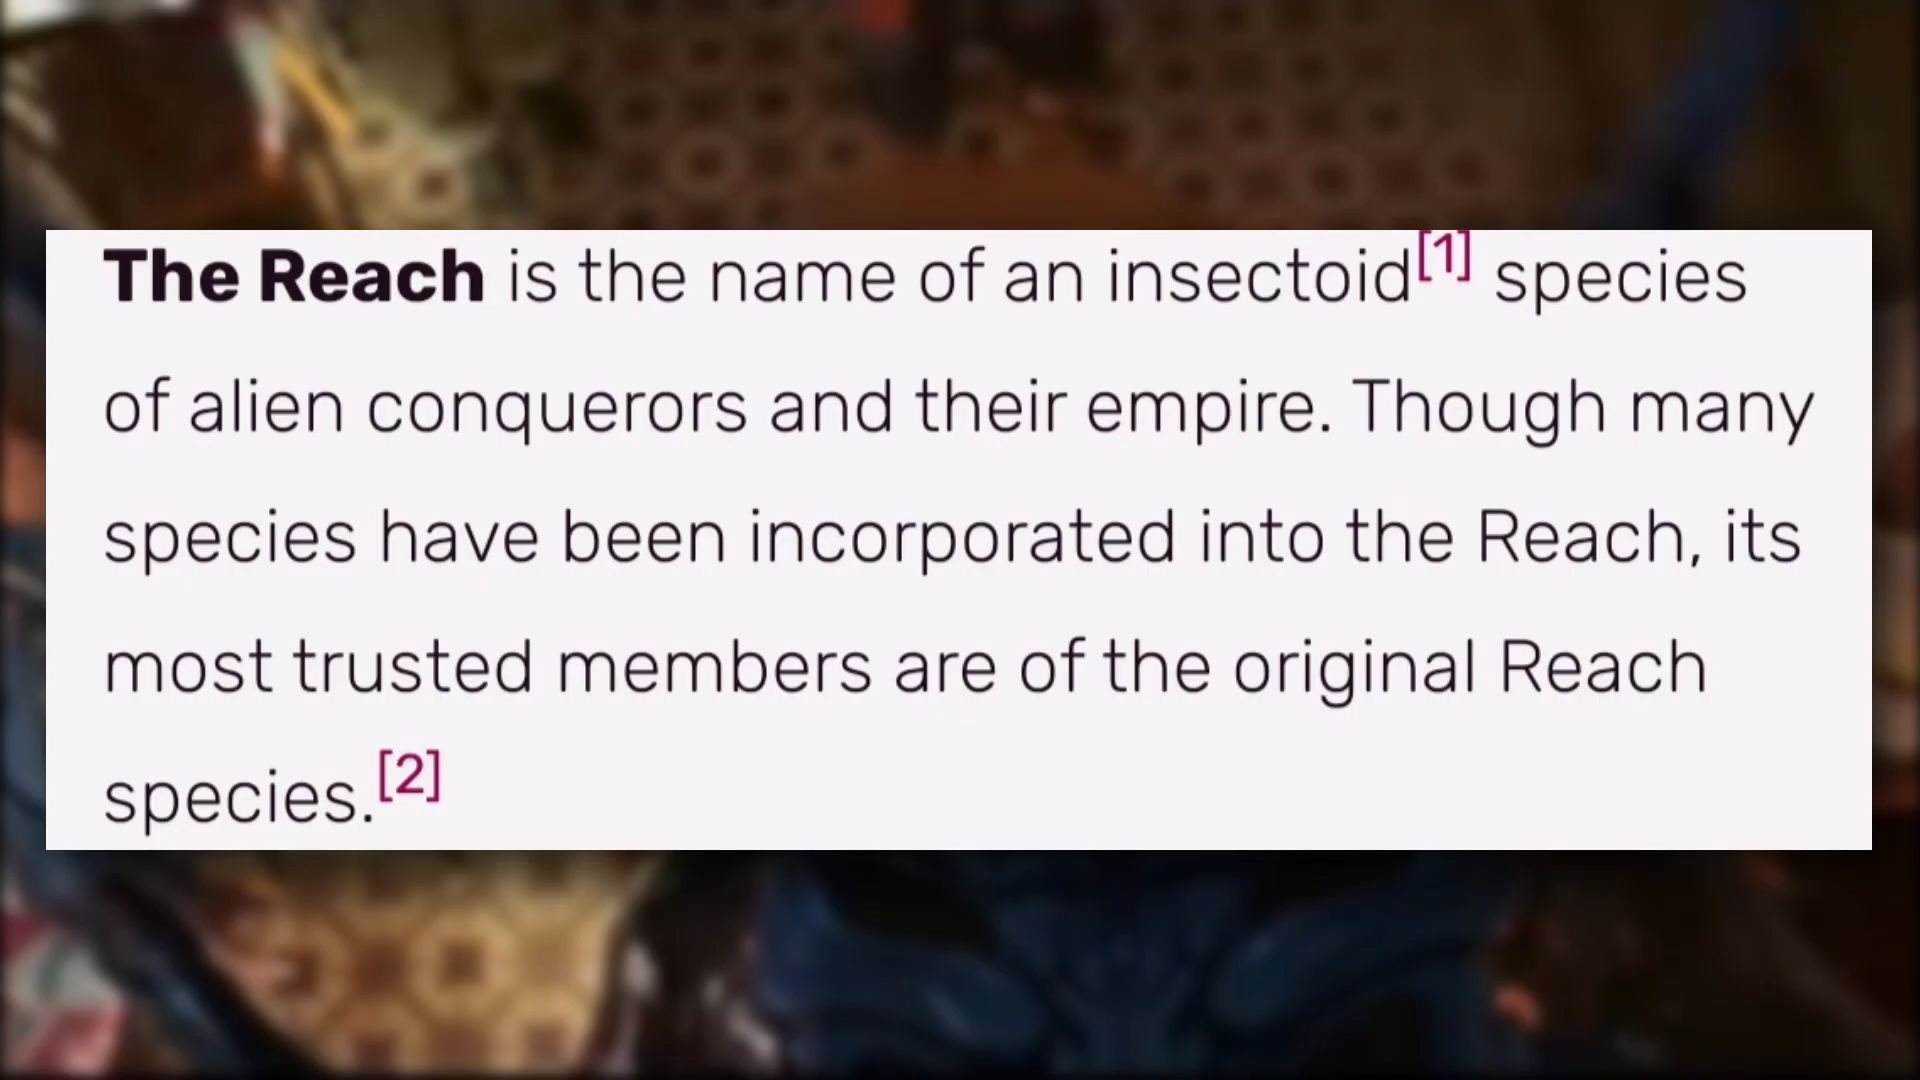 The Reach is the name of an insectoid[1] species
of alien conquerors and their empire. Though many
species have been incorporated into the Reach, its
most trusted members are of the original Reach
species.[2]